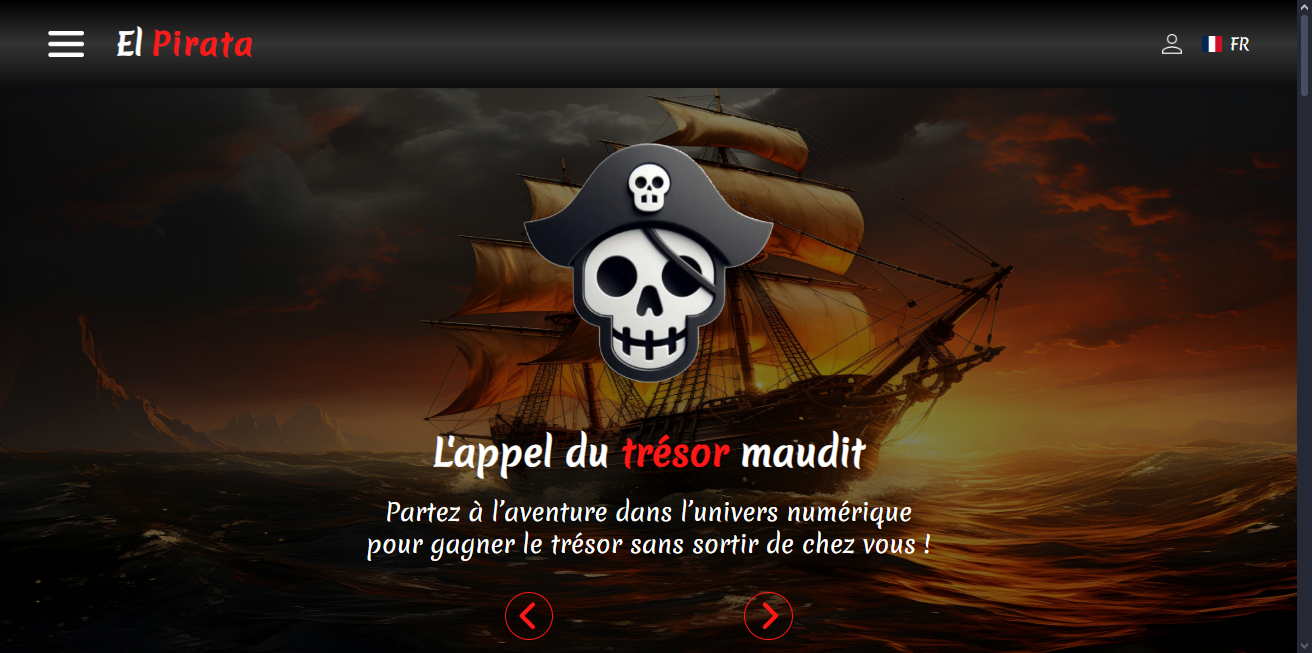 El Pirata
FR
L'appel du trésor maudit
Partez à l’aventure dans l’univers numérique
pour gagner le trésor sans sortir de chez vous !